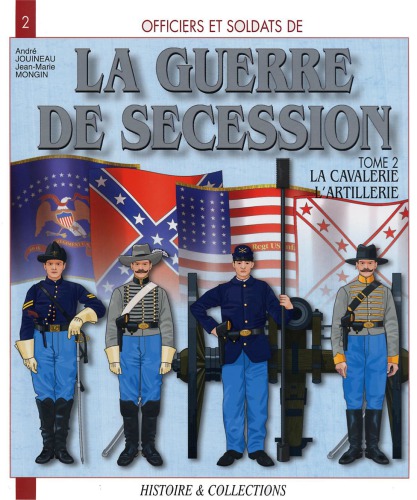 2
OFFICIERS ET SOLDATS DE
André
JOUINEAU
Jean-Marie
MONGIN
LA GUERRE
DE SECESSION
TOME 2
LA CAVALERIE
L'ARTILLERIE
HISTOIRE & COLLECTIONS